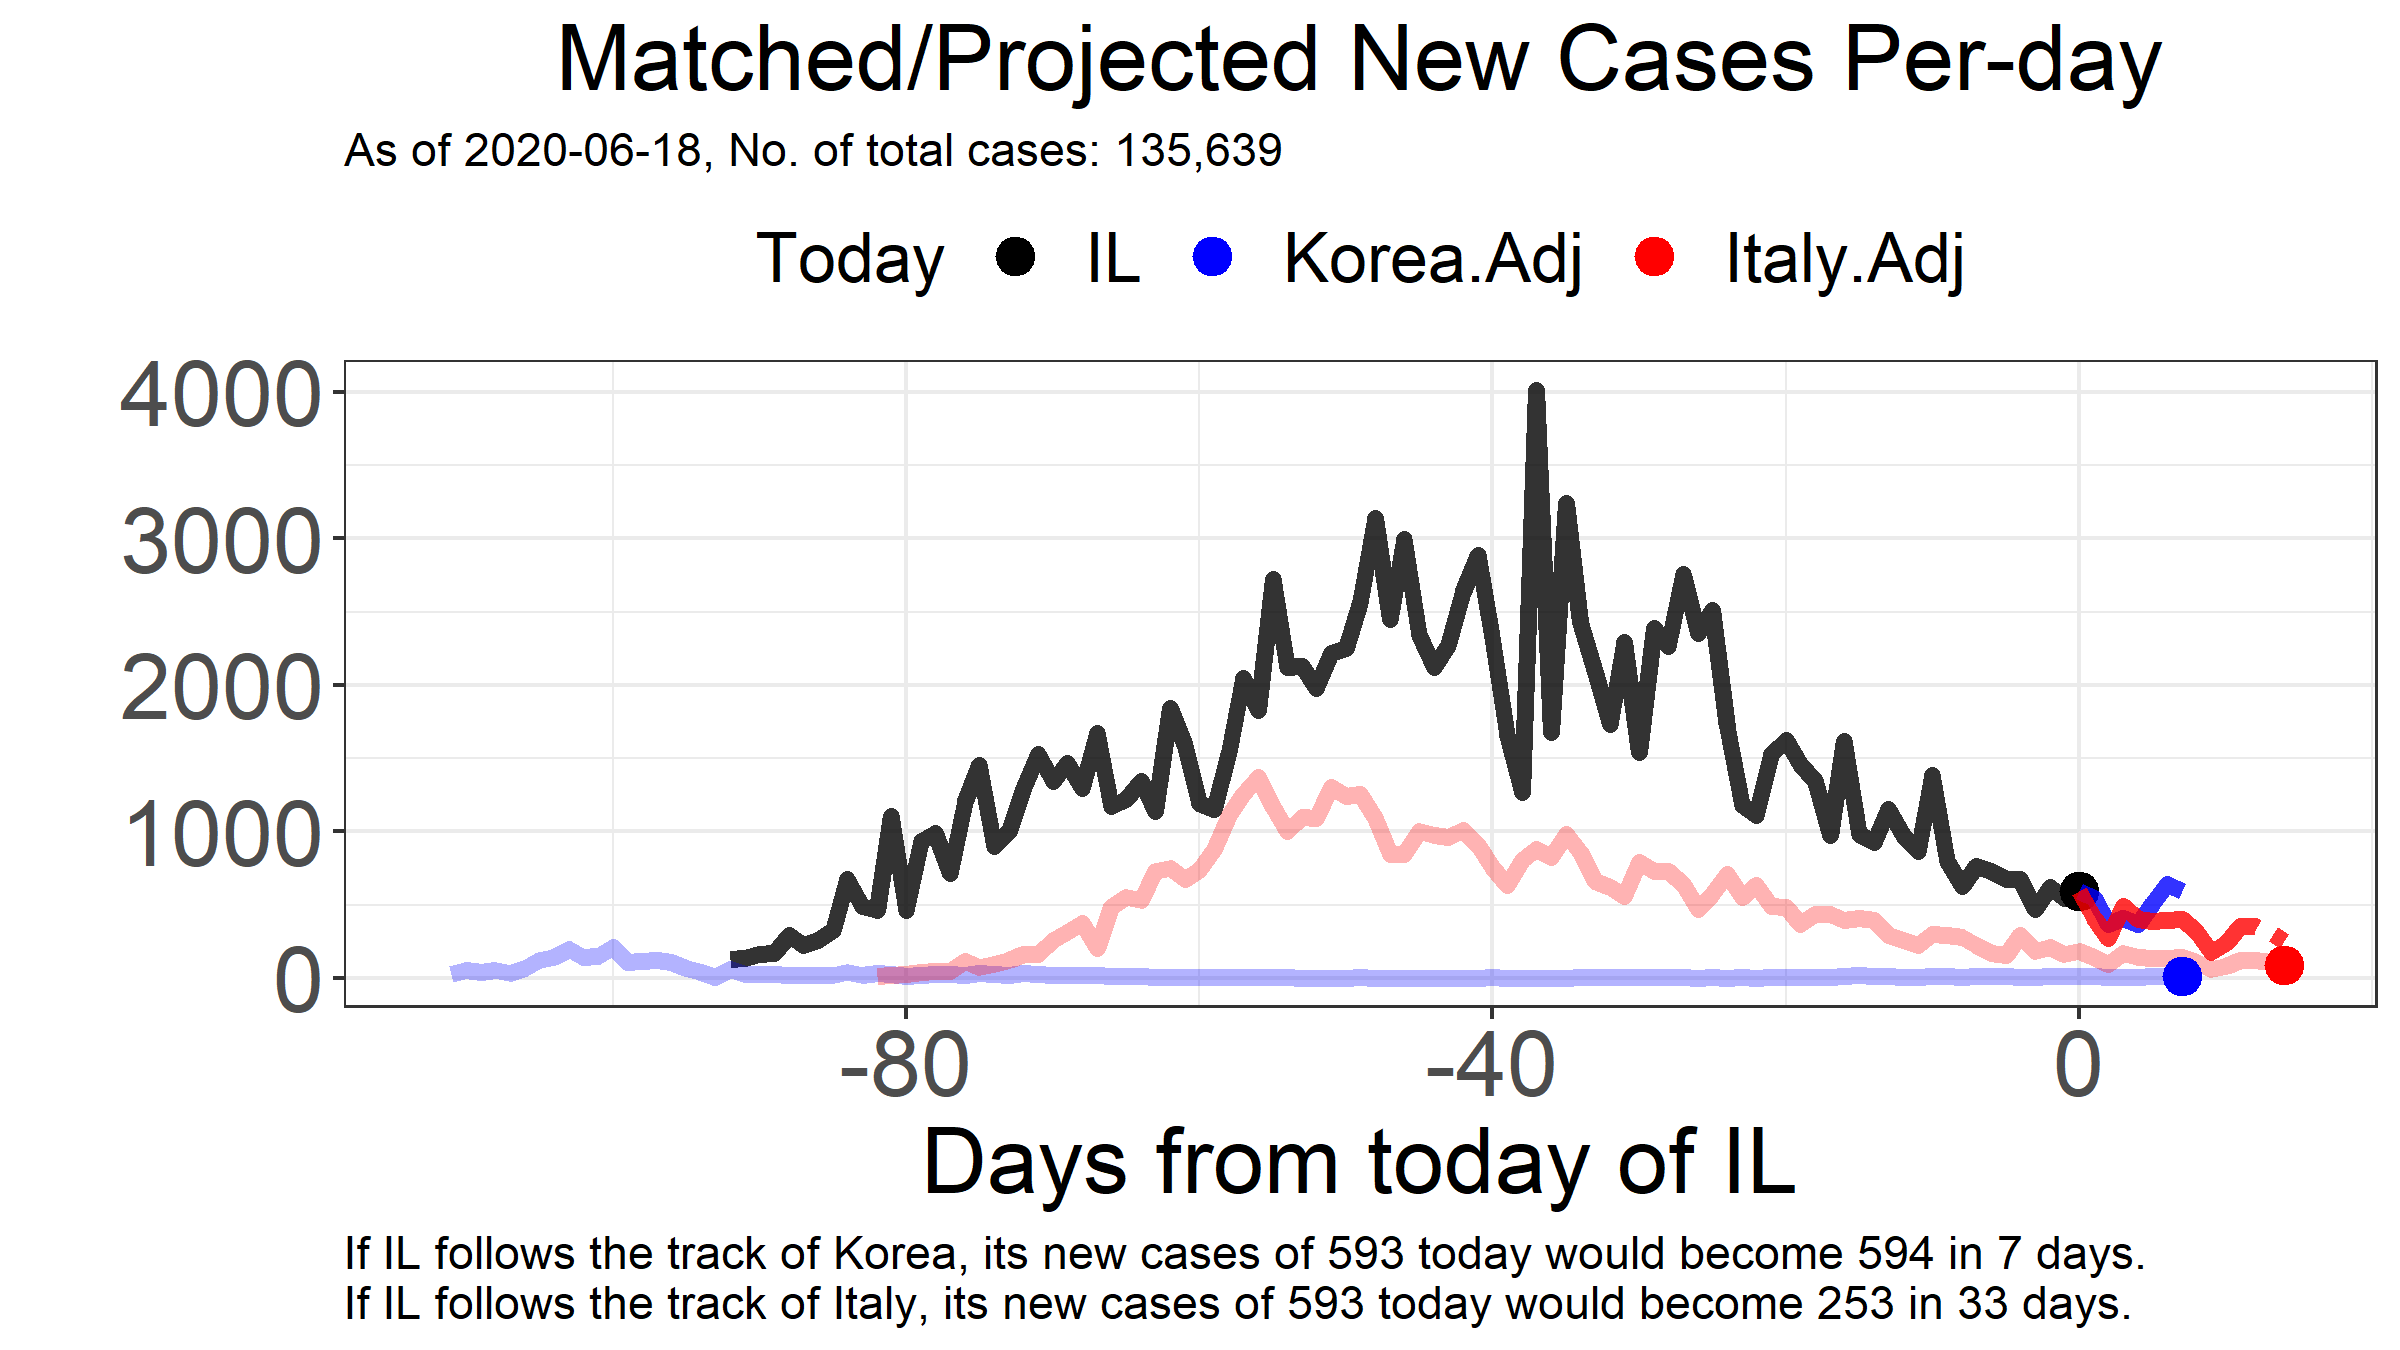 Matched/Projected New Cases Per-day
As of 2020-06-18, No. of total cases: 135,639
Today IL Korea.Adj Italy.Adj
4000
3000
2000
1000
0
-80 -40 0
Days from today of IL
If IL follows the track of Korea, its new cases of 593 today would become 594 in 7 days.
If IL follows the track of Italy, its new cases of 593 today would become 253 in 33 days.